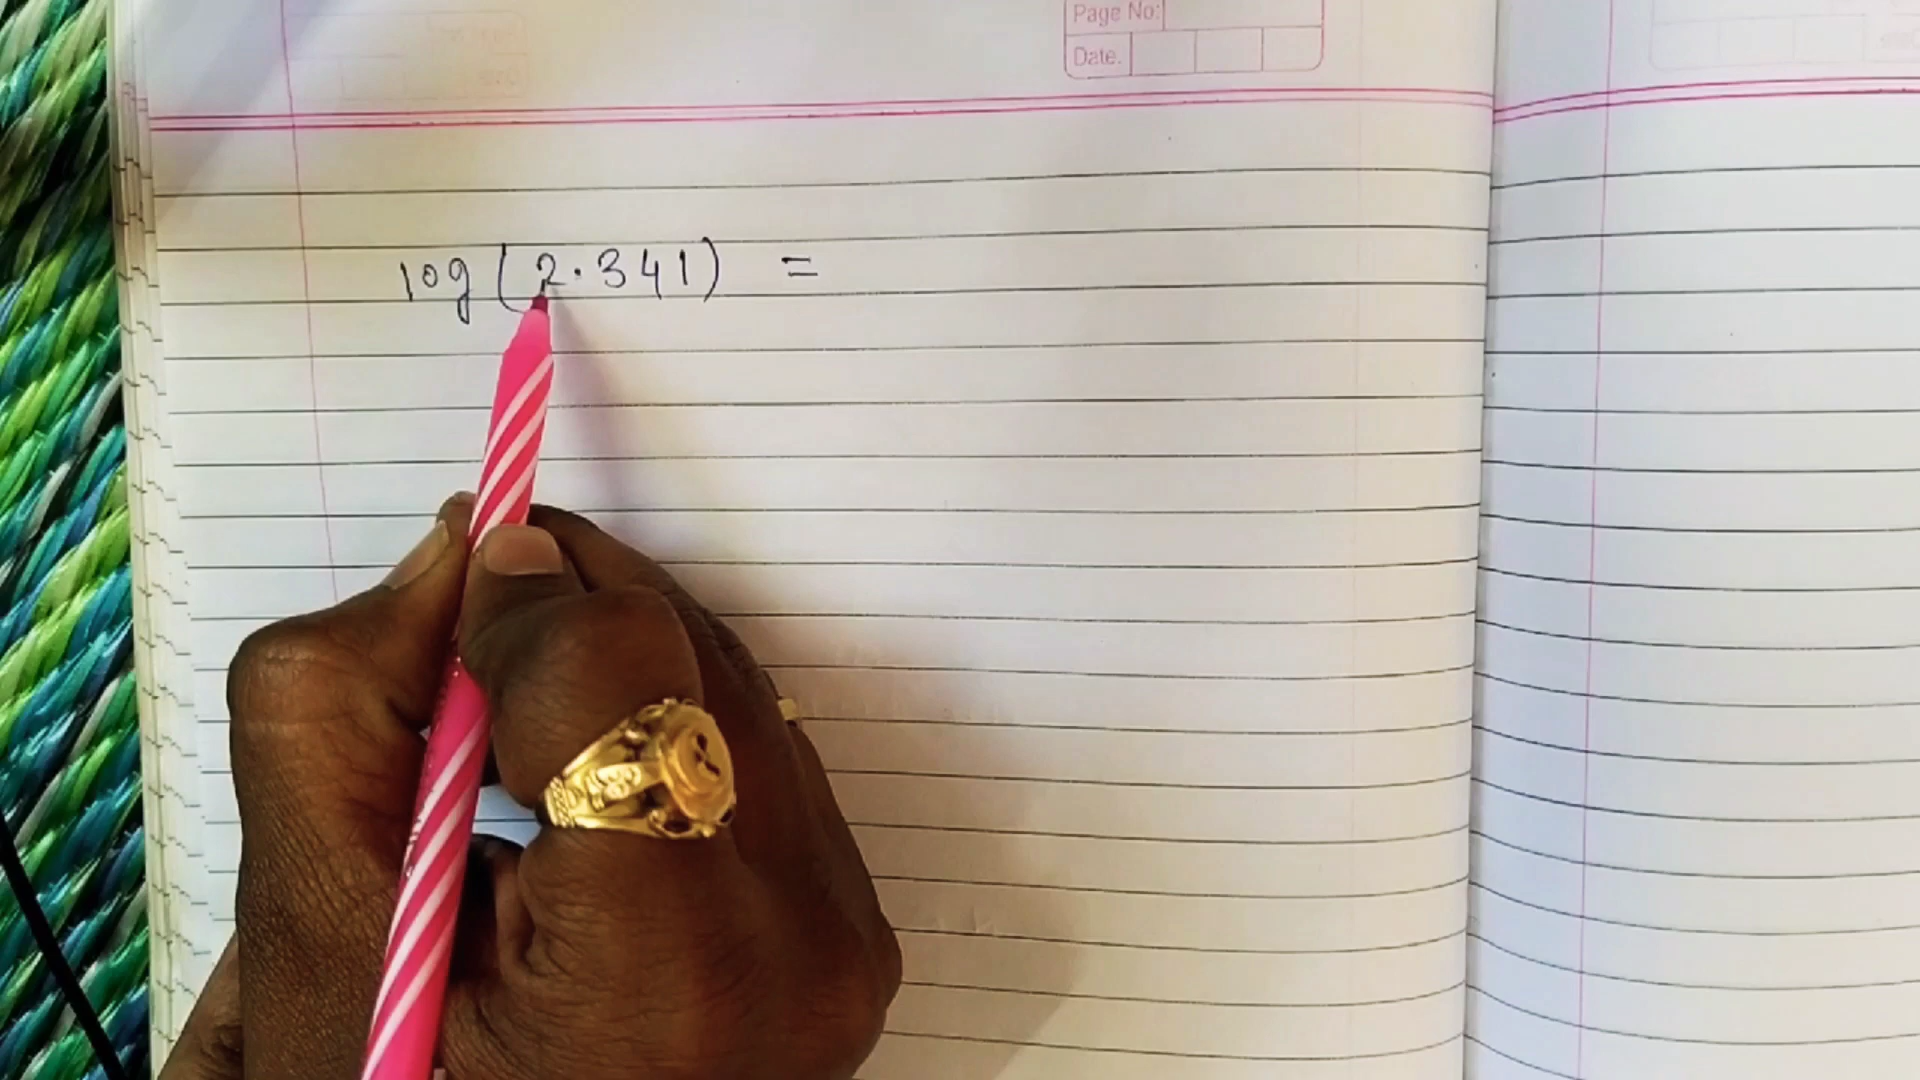 Page No:
Date.
log (2.341) =